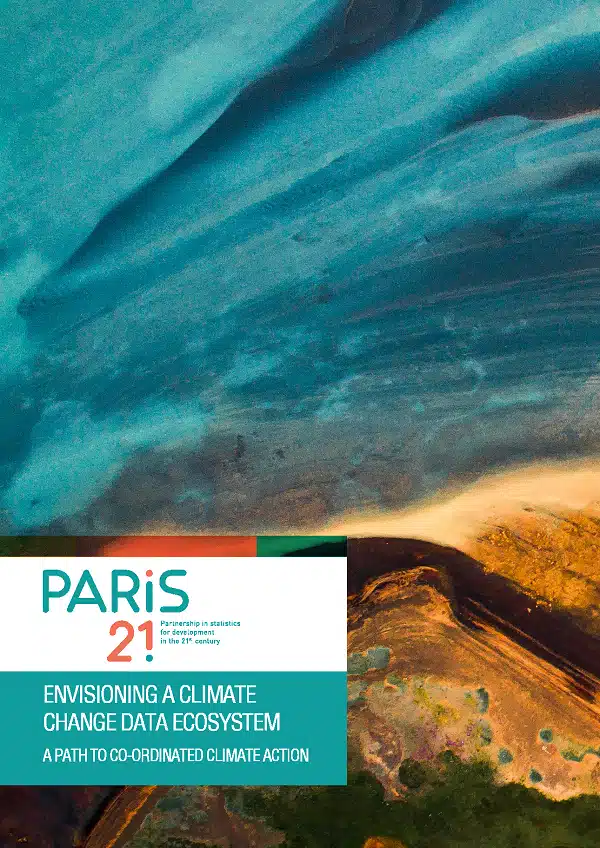 PARiS
21
Partnership in statistics
for development
in the 21st century
ENVISIONING A CLIMATE
CHANGE DATA ECOSYSTEM
A PATH TO CO-ORDINATED CLIMATE ACTION